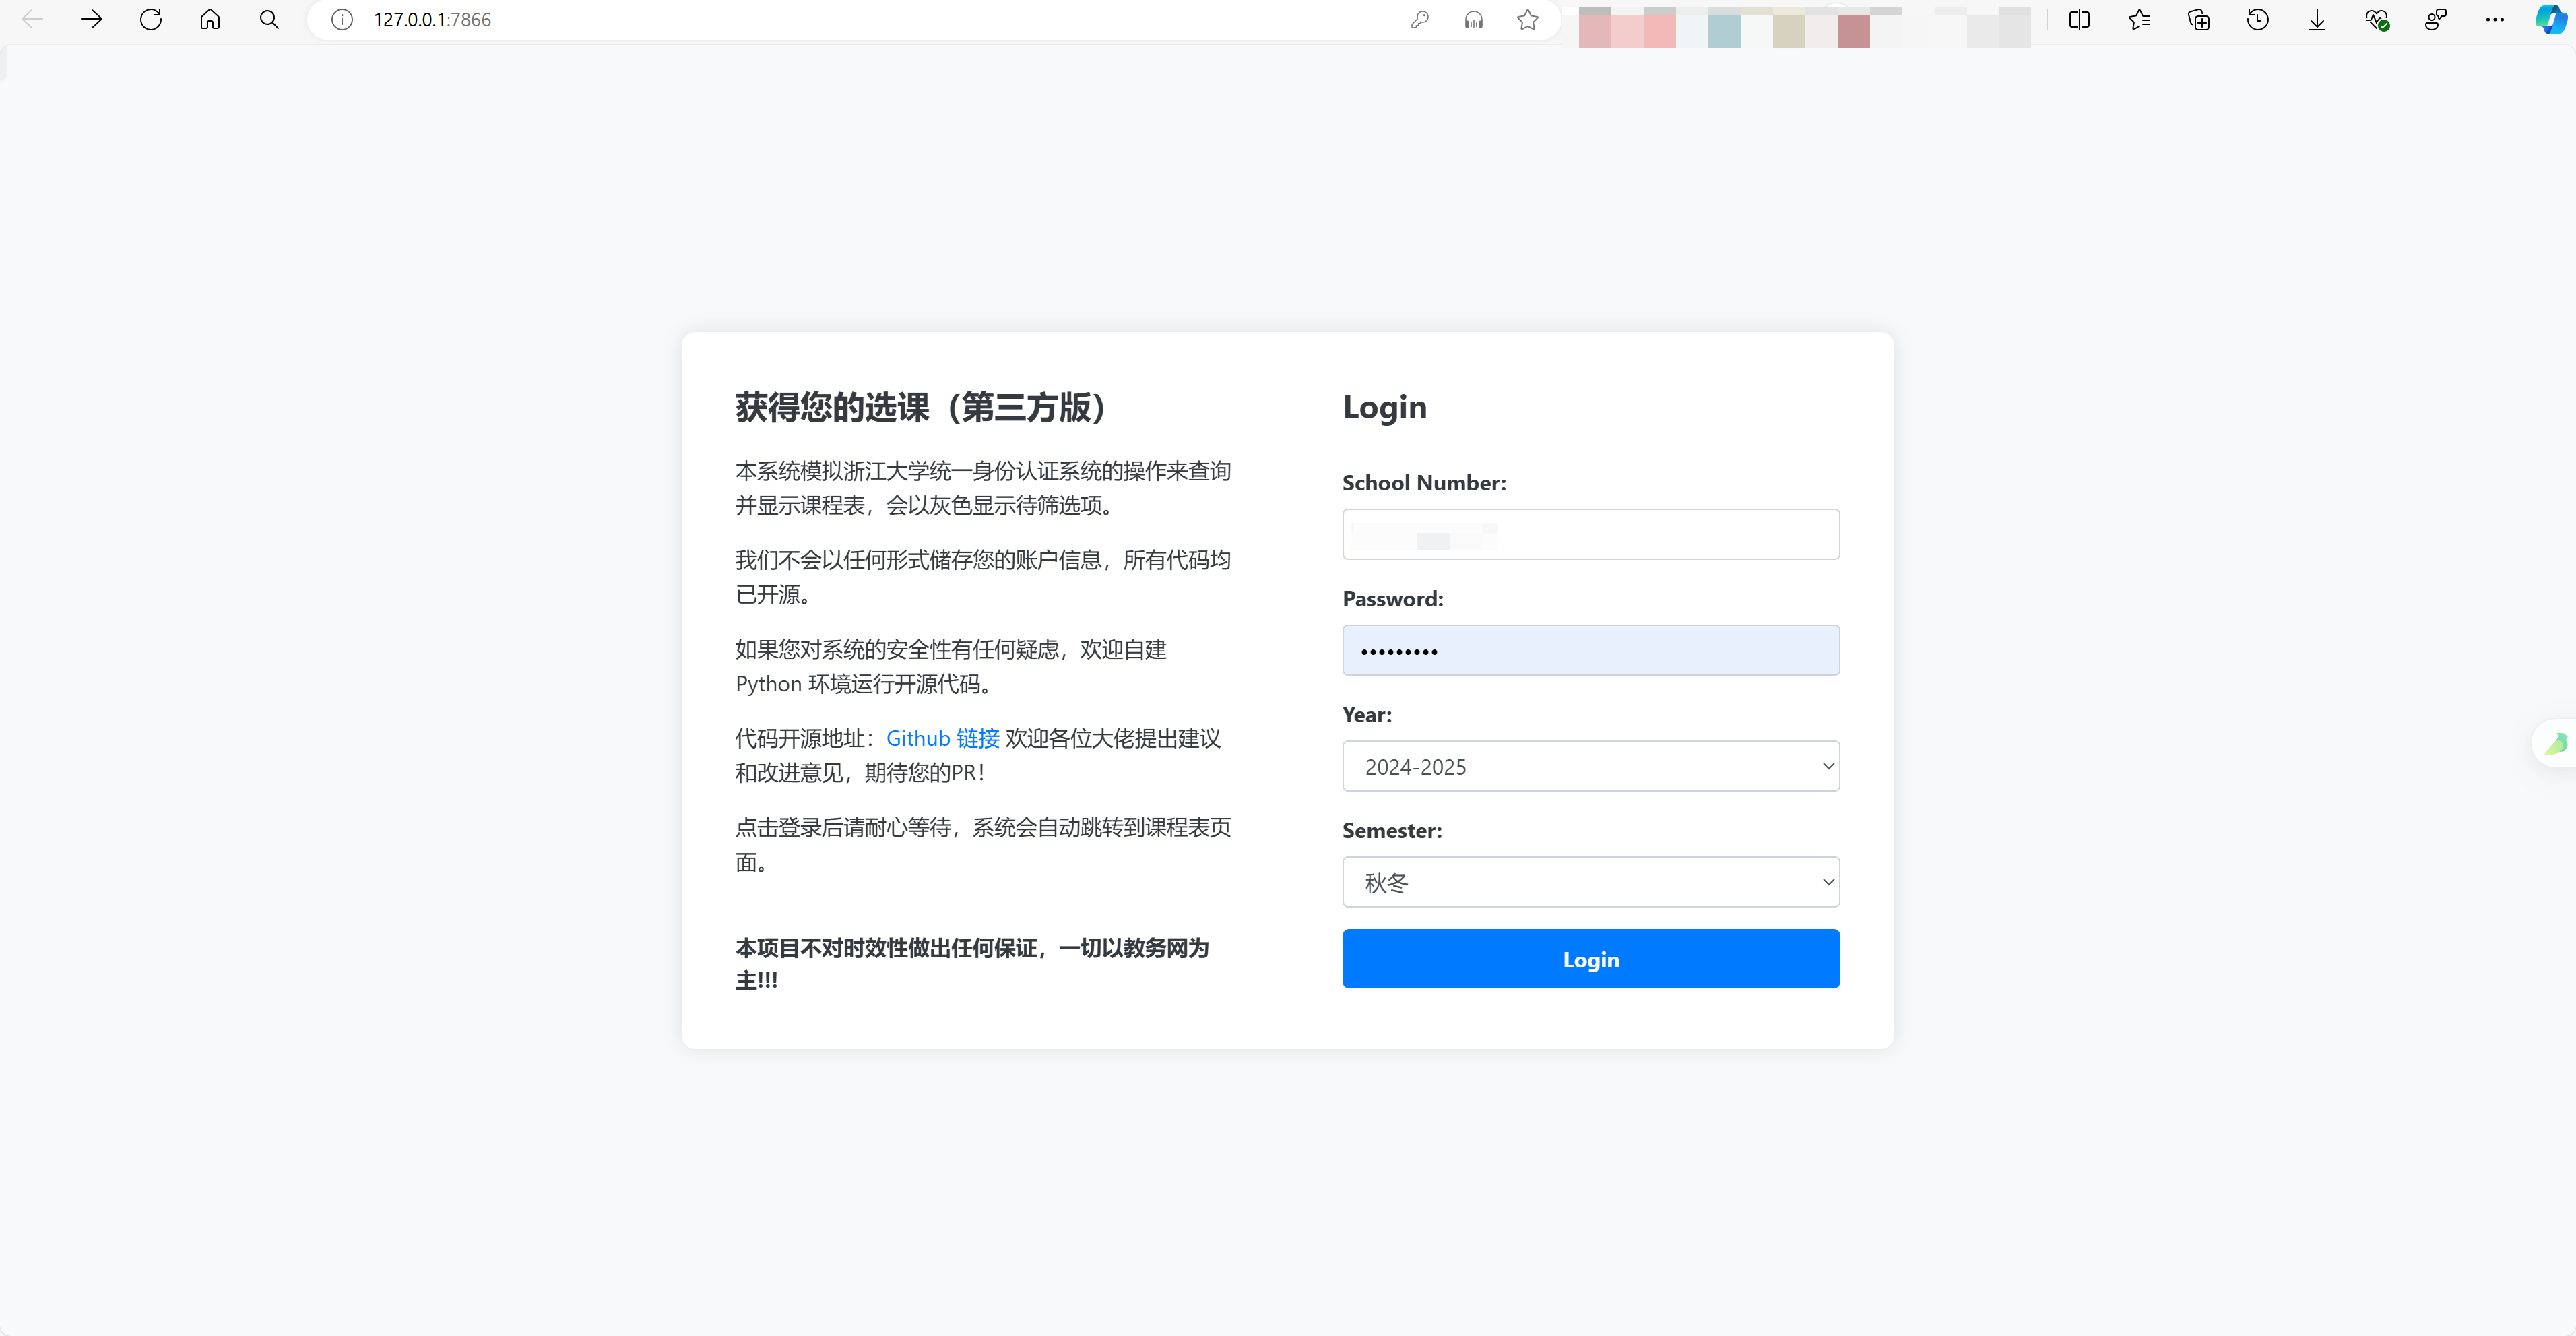 127.0.0.1:7866
获得您的选课（第三方版）
本系统模拟浙江大学统一身份认证系统的操作来查询
并显示课程表，会以灰色显示待筛选项。
我们不会以任何形式储存您的账户信息，所有代码均
已开源。
如果您对系统的安全性有任何疑虑，欢迎自建
Python 环境运行开源代码。
代码开源地址：Github 链接 欢迎各位大佬提出建议
和改进意见，期待您的PR！
点击登录后请耐心等待，系统会自动跳转到课程表页
面。
本项目不对时效性做出任何保证，一切以教务网为
主!!!
Login
School Number:
Password:
•••••••••
Year:
2024-2025
Semester:
秋冬
Login